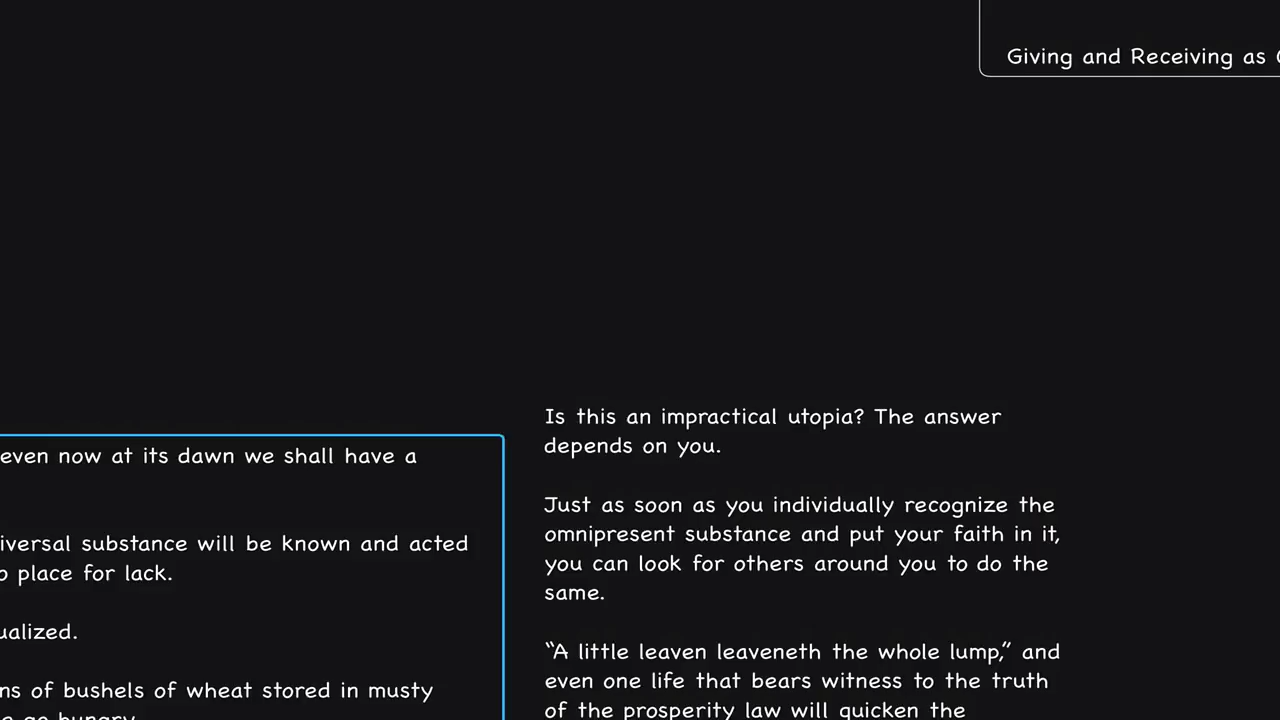 Giving and Receiving as
even now at its dawn we shall have a
substance will be known and acted
place for lack.
of bushels of wheat stored in musty
go hungry
Is this an impractical utopia? The answer
depends on you.
Just as soon as you individually recognize the
omnipresent substance and put your faith in it,
you can look for others around you to do the
same.
“A little leaven leaveneth the whole lump,” and
even one life that bears witness to the truth
of the prosperity law will quicken the